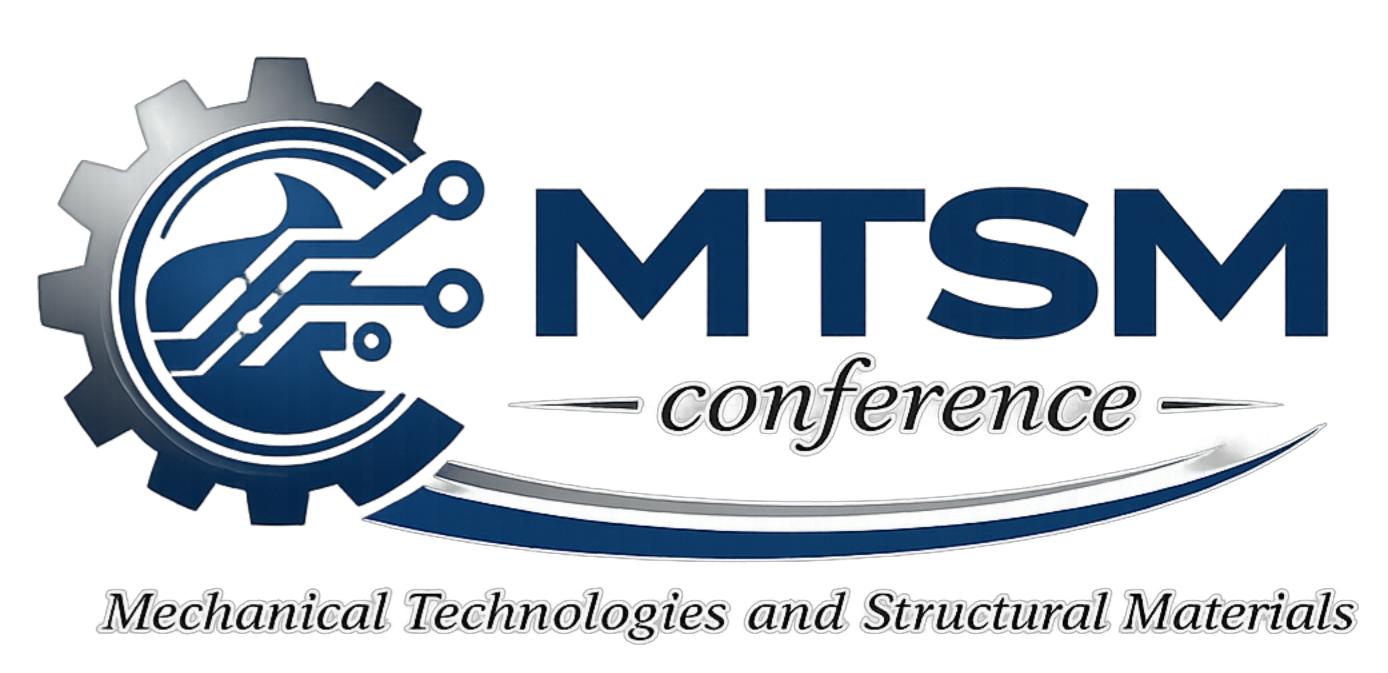 MTSM
conference
Mechanical Technologies and Structural Materials